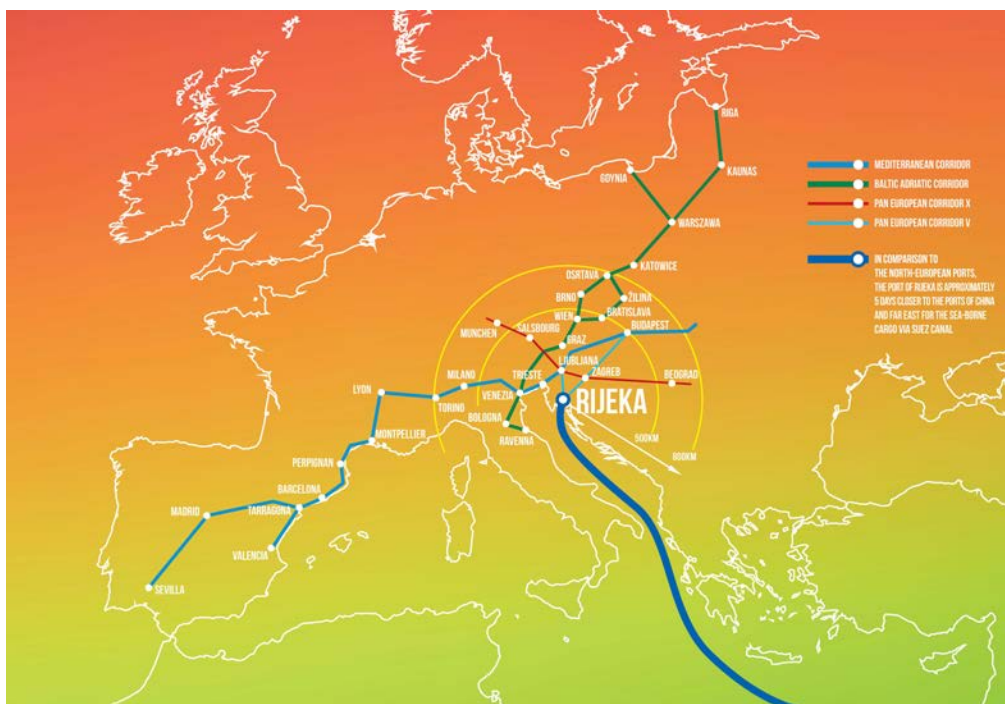 RIGA
KAUNAS
GDYNIA
WARSZAWA
KATOWICE
OSRTAVA
BRNO
ŽILINA
WIEN
BRATISLAVA
BUDAPEST
MUNCHEN
SALSBOURG
GRAZ
LJUBLJANA
ZAGREB
BEOGRAD
TRIESTE
VENEZIA
MILANO
LYON
TORINO
RIJEKA
BOLOGNA
RAVENNA
MONTPELLIER
500KM
800KM
PERPIGNAN
BARCELONA
TARRAGONA
MADRID
VALENCIA
SEVILLA
MEDITERRANEAN CORRIDOR
BALTIC ADRIATIC CORRIDOR
PAN EUROPEAN CORRIDOR X
PAN EUROPEAN CORRIDOR V
IN COMPARISON TO
THE NORTH-EUROPEAN PORTS,
THE PORT OF RIJEKA IS APPROXIMATELY
5 DAYS CLOSER TO THE PORTS OF CHINA
AND FAR EAST FOR THE SEA-BORNE
CARGO VIA SUEZ CANAL